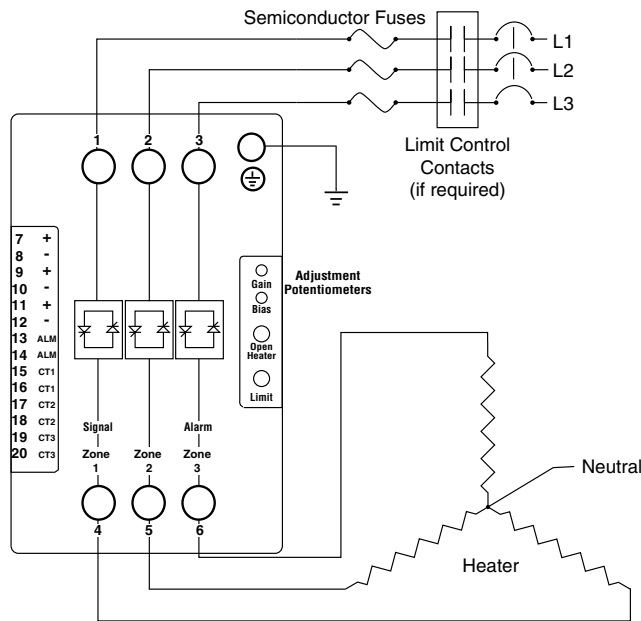 Semiconductor Fuses
L1
L2
L3
Limit Control
Contacts
(if required)
1 2 3
7 +
8 -
9 +
10 -
11 +
12 -
13 ALM
14 ALM
15 CT1
16 CT1
17 CT2
18 CT2
19 CT3
20 CT3
Gain
Bias
Open
Heater
Limit
Adjustment
Potentiometers
Signal Alarm
Zone Zone Zone
1 2 3
4 5 6
Neutral
Heater